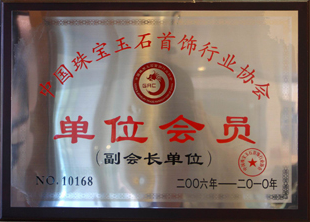 中国珠宝玉石首饰行业协会
GAC
单位会员
(副会长单位)
NO.10168
二00六年——二0一0年